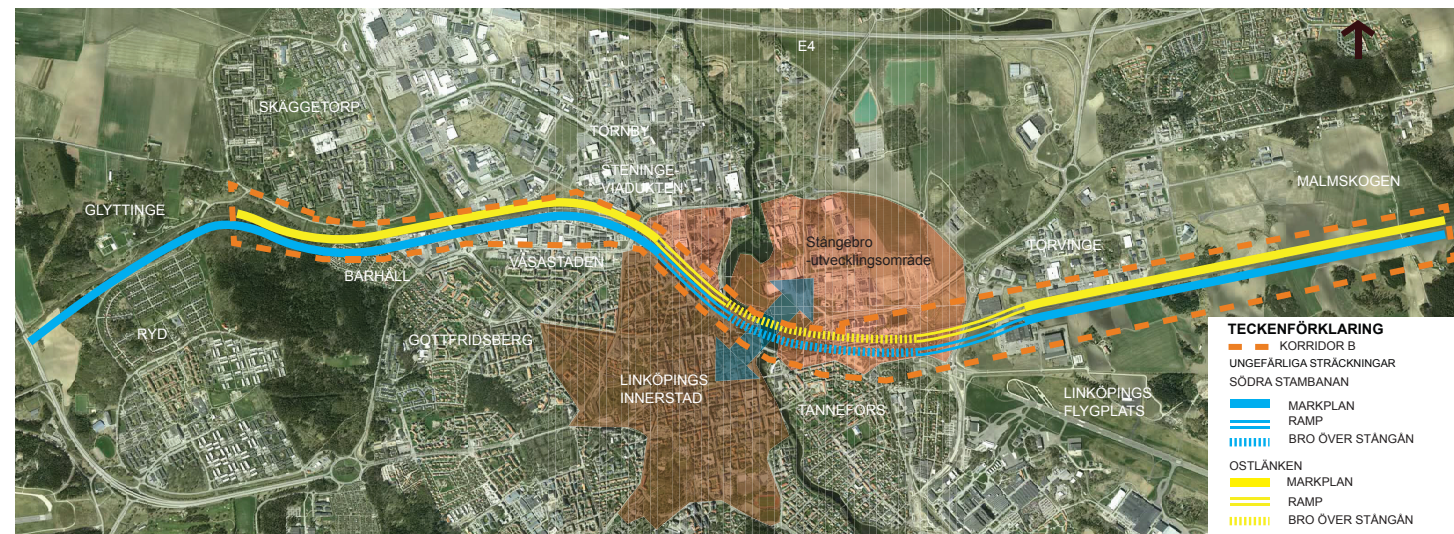 E4
SKÄGGETORP
TORNBY
STENINGE-
VIADUKTEN
MALMSKOGEN
GLYTTINGE
Stångebro
-utvecklingsområde
TORVINGE
VASASTADEN
BARHÄLL
RYD
GOTTFRIDSBERG
LINKÖPINGS
INNERSTAD
TANNEFORS
LINKÖPINGS
FLYGPLATS
TECKENFÖRKLARING
KORRIDOR B
UNGEFÄRLIGA STRÄCKNINGAR
SÖDRA STAMBANAN
MARKPLAN
RAMP
BRO ÖVER STÅNGÅN
OSTLÄNKEN
MARKPLAN
RAMP
BRO ÖVER STÅNGÅN